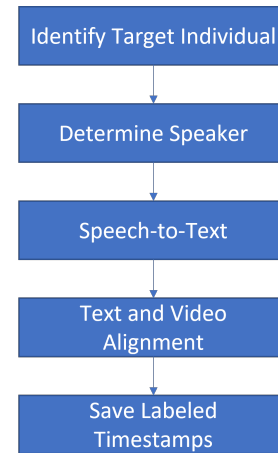 Identify Target Individual
Determine Speaker
Speech-to-Text
Text and Video
Alignment
Save Labeled
Timestamps